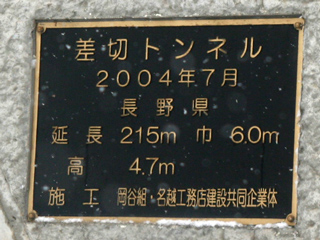 差切トンネル
2004年7月
長野県
延長 215m 巾 6.0m
高 4.7m
施工 岡谷組・名越工務店建設共同企業体